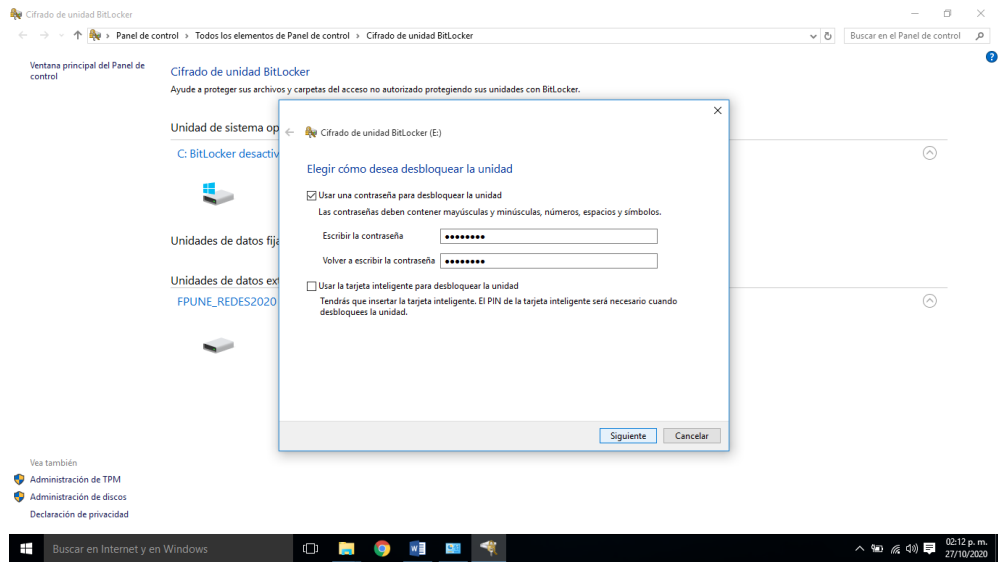 Cifrado de unidad BitLocker
Panel de control > Todos los elementos de Panel de control > Cifrado de unidad BitLocker
Buscar en el Panel de control
Ventana principal del Panel de
control
Cifrado de unidad BitLocker
Ayude a proteger sus archivos y carpetas del acceso no autorizado protegiendo sus unidades con BitLocker.
Unidad de sistema op
C: BitLocker desactiv
Unidades de datos fija
Unidades de datos ext
FPUNE_REDES2020
Cifrado de unidad BitLocker (E:)
Elegir cómo desea desbloquear la unidad
Usar una contraseña para desbloquear la unidad
Las contraseñas deben contener mayúsculas y minúsculas, números, espacios y símbolos.
Escribir la contraseña
Volver a escribir la contraseña
Usar la tarjeta inteligente para desbloquear la unidad
Tendrás que insertar la tarjeta inteligente. El PIN de la tarjeta inteligente será necesario cuando
desbloquees la unidad.
Siguiente
Cancelar
Vea también
Administración de TPM
Administración de discos
Declaración de privacidad
Buscar en Internet y en Windows
02:12 p. m.
27/10/2020